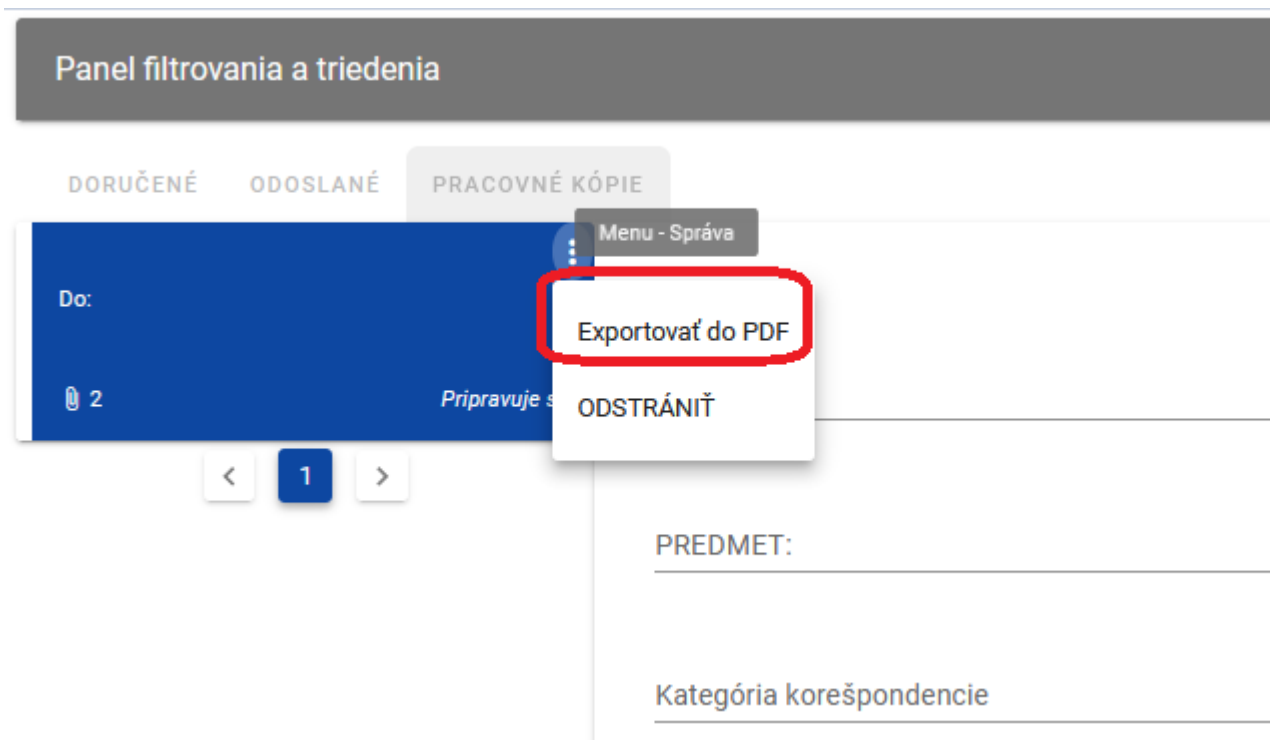 Panel filtrovania a triedenia
DORUČENÉ ODOSLANÉ PRACOVNÉ KÓPIE
Menu - Správa
Do:
Exportovať do PDF
2 Pripravuje
ODSTRÁNIŤ
1
PREDMET:
Kategória korešpondencie